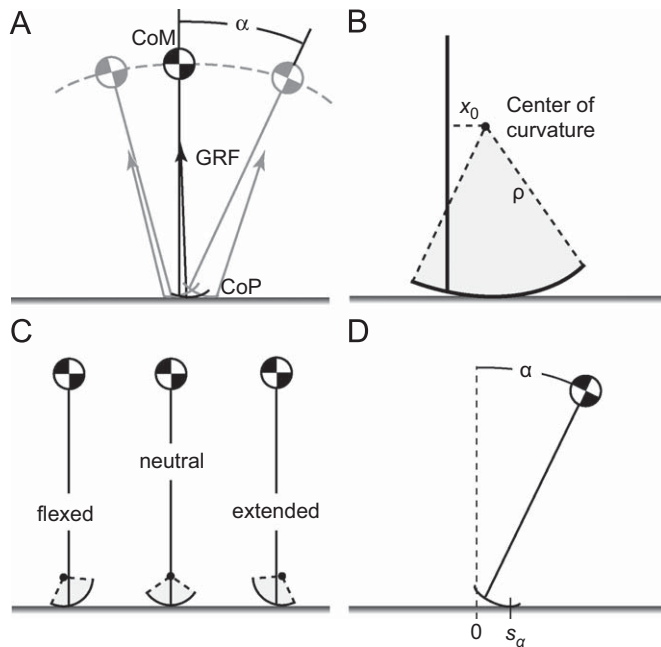 A
α
CoM
GRF
CoP
B
x₀
Center of
curvature
ρ
C
flexed
neutral
extended
D
α
0
sα